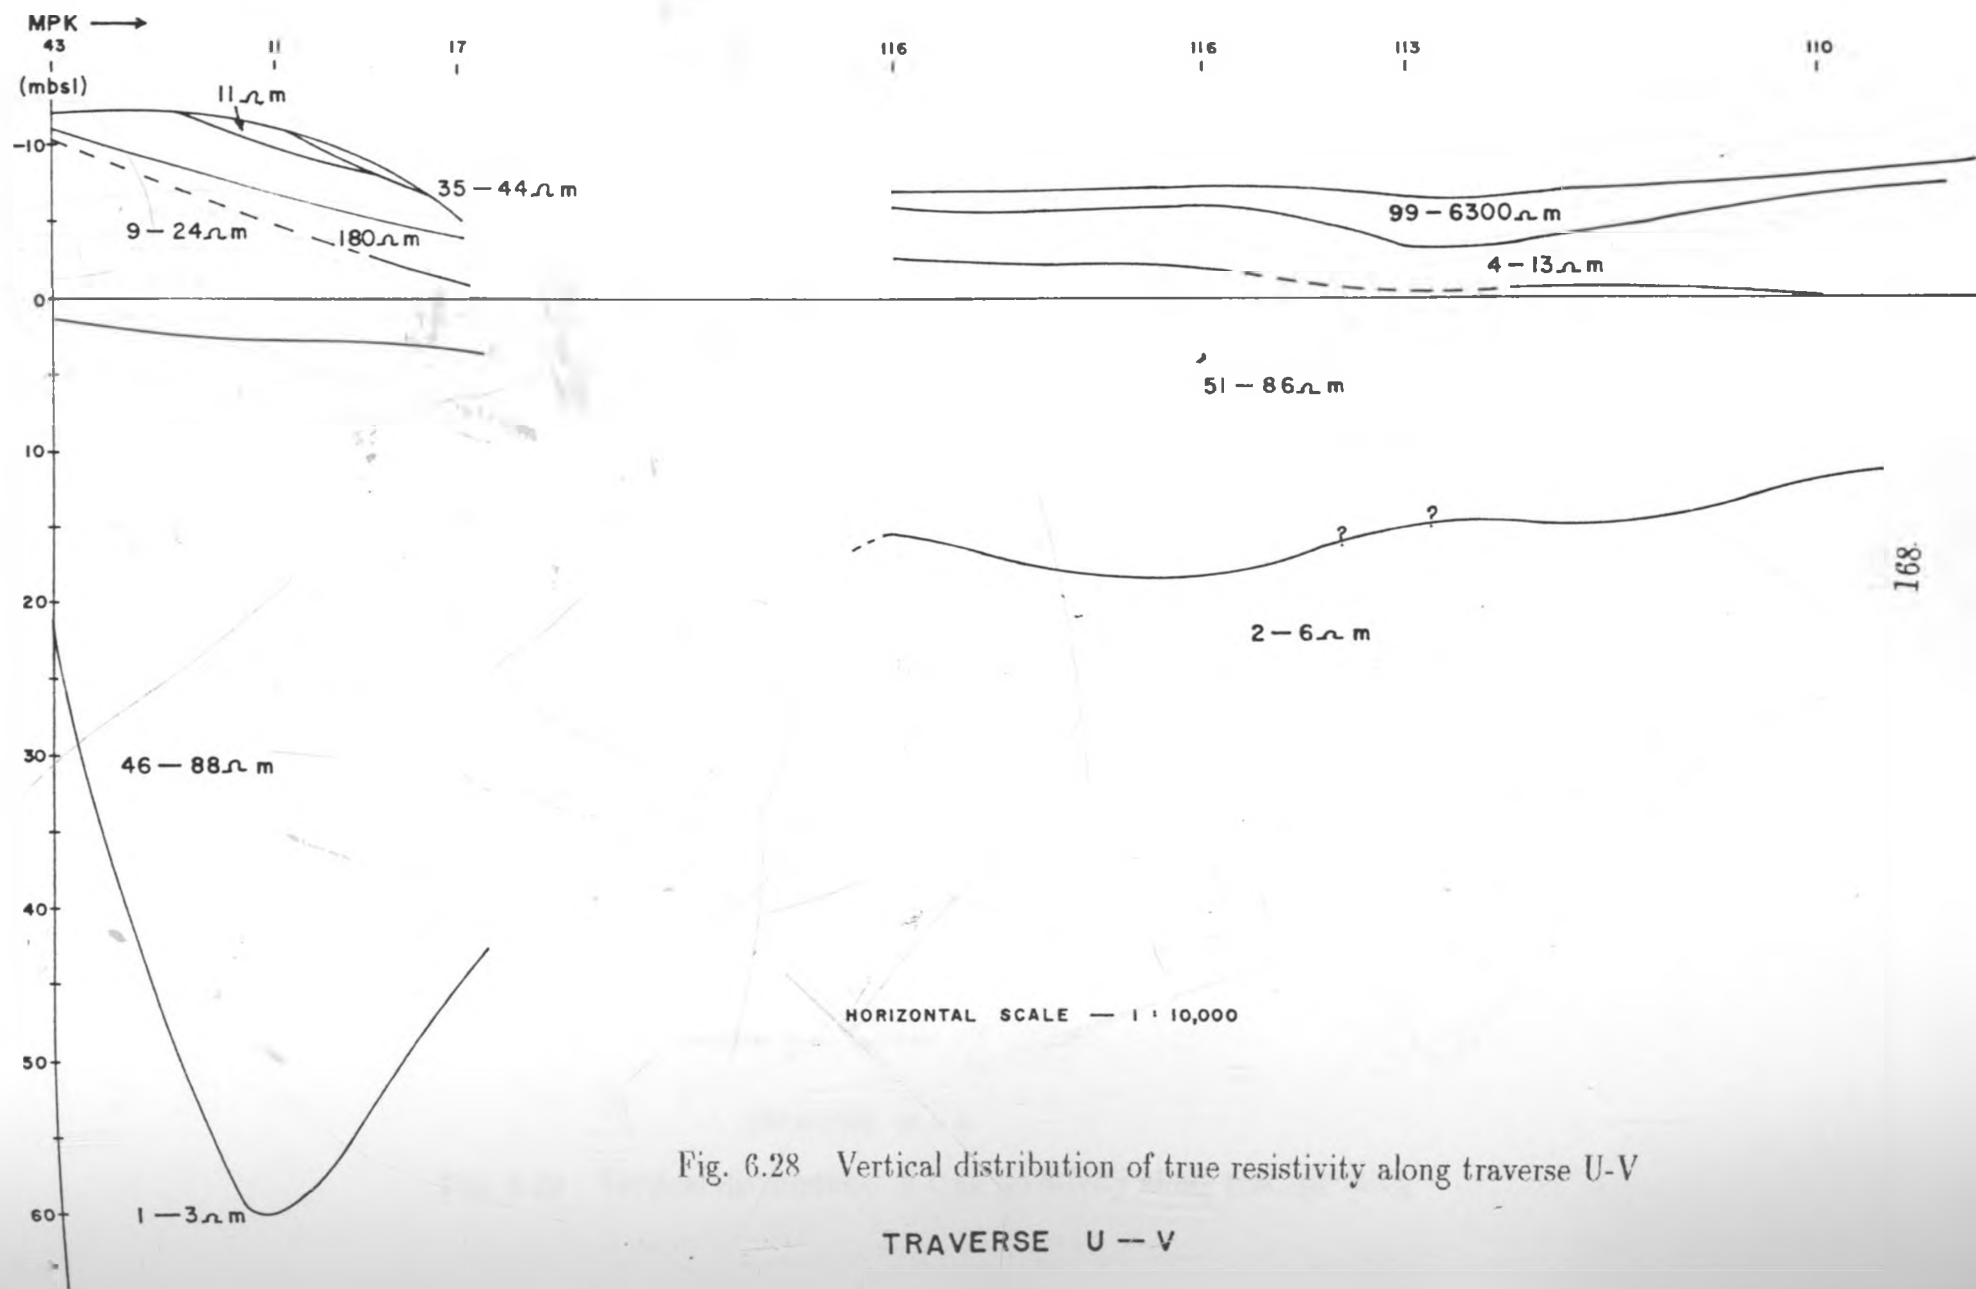 MPK →
43 11 17 116 116 113 110
(mbsl)
11 Ω m
-10
35 – 44 Ω m
99 – 6300 Ω m
9 – 24 Ω m
180 Ω m
4 – 13 Ω m
0
51 – 86 Ω m
10
? ?
168
20
2 – 6 Ω m
30
46 – 88 Ω m
40
HORIZONTAL SCALE — 1 : 10,000
50
Fig. 6.28 Vertical distribution of true resistivity along traverse U-V
60
1 – 3 Ω m
TRAVERSE U – V